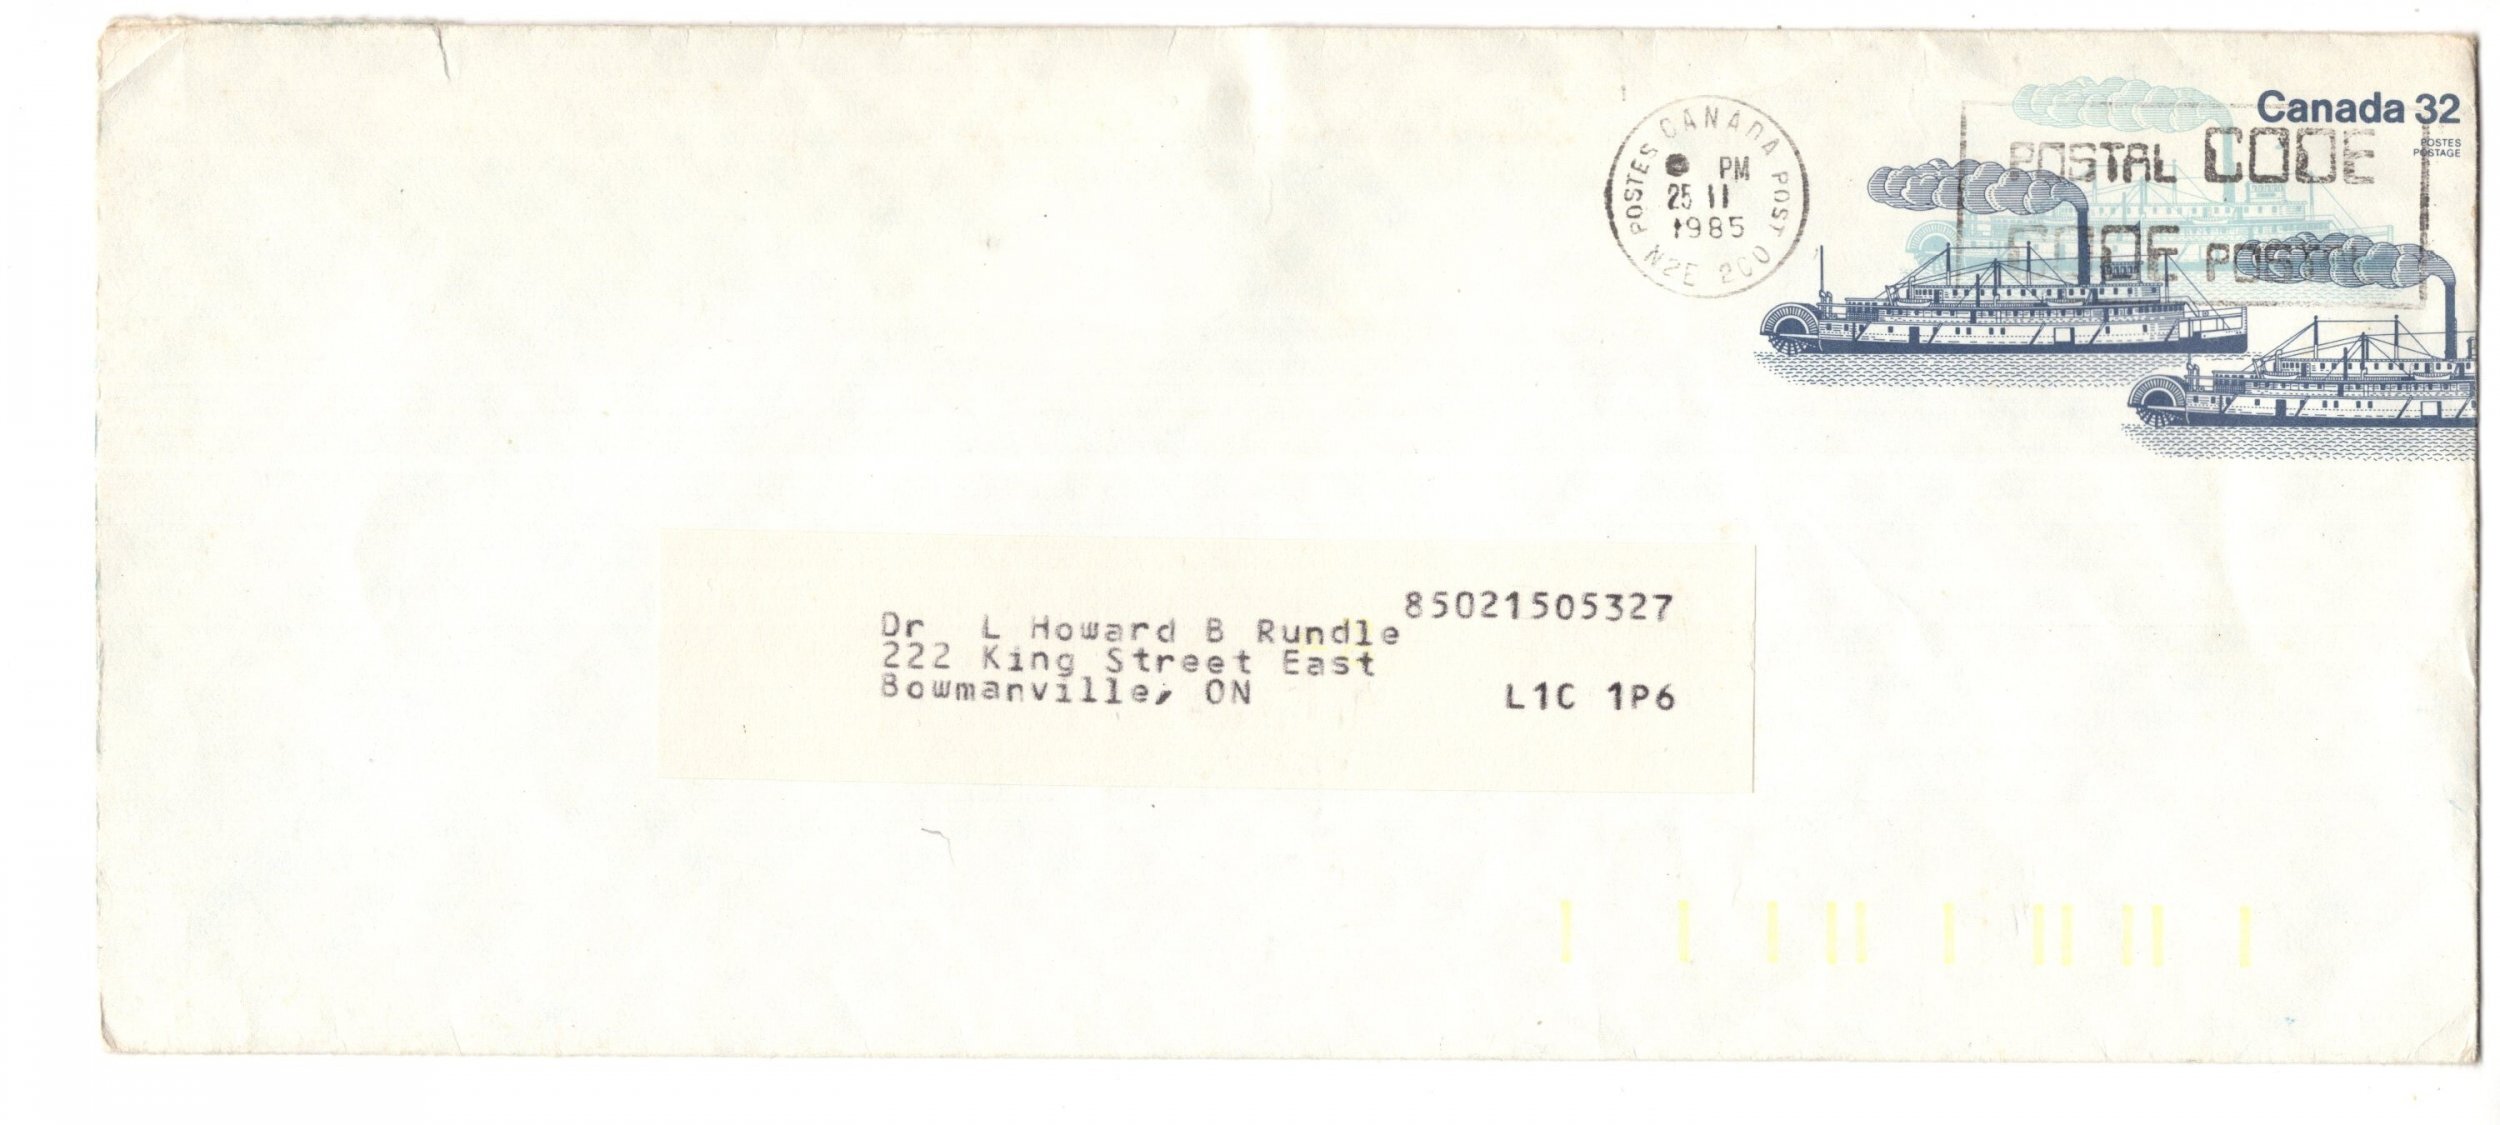 Canada 32
POSTES
POSTAGE
POSTES CANADA POST
PM
25 11
1985
N2E 2C0
POSTAL CODE
CODE POSTAL
85021505327
Dr L Howard B Rundle
222 King Street East
Bowmanville, ON L1C 1P6